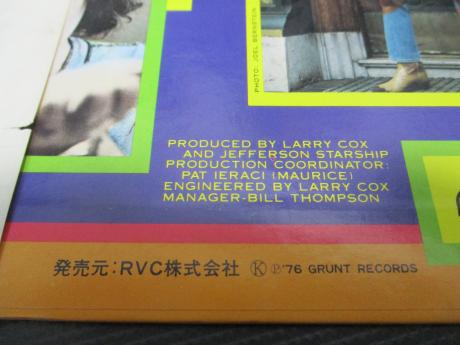 PHOTO: JOEL BERNSTEIN
PRODUCED BY LARRY COX
AND JEFFERSON STARSHIP
PRODUCTION COORDINATOR:
PAT IERACI (MAURICE)
ENGINEERED BY LARRY COX
MANAGER-BILL THOMPSON
発売元:RVC株式会社 Ⓚ ℗'76 GRUNT RECORDS